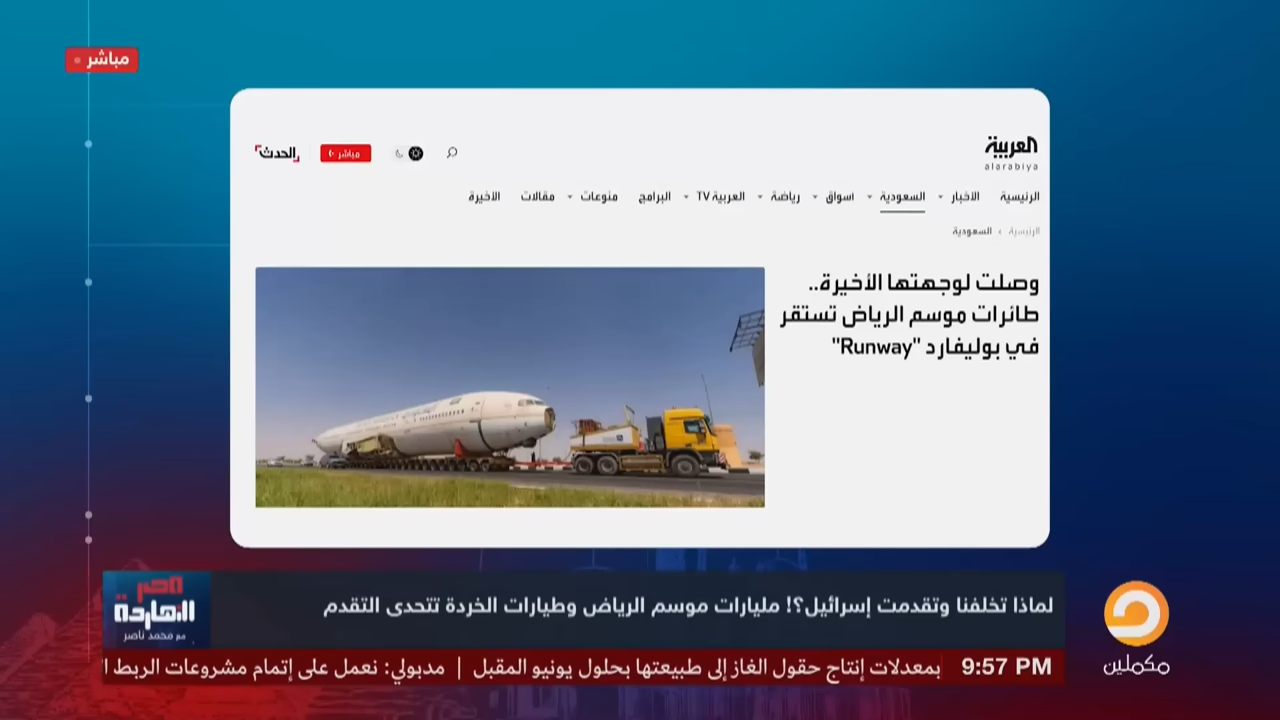 مباشر
العربية
alarabiya
مباشر
الحدث
الرئيسية الأخبار السعودية اسواق رياضة العربية TV البرامج منوعات مقالات الأخيرة
الرئيسية › السعودية
وصلت لوجهتها الأخيرة..
طائرات موسم الرياض تستقر
في بوليفارد "Runway"
مصر
النهاردة
مع محمد ناصر
لماذا تخلفنا وتقدمت إسرائيل؟! مليارات موسم الرياض وطيارات الخردة تتحدى التقدم
مكملين
9:57 PM
بمعدلات إنتاج حقول الغاز إلى طبيعتها بحلول يونيو المقبل | مدبولي: نعمل على إتمام مشروعات الربط